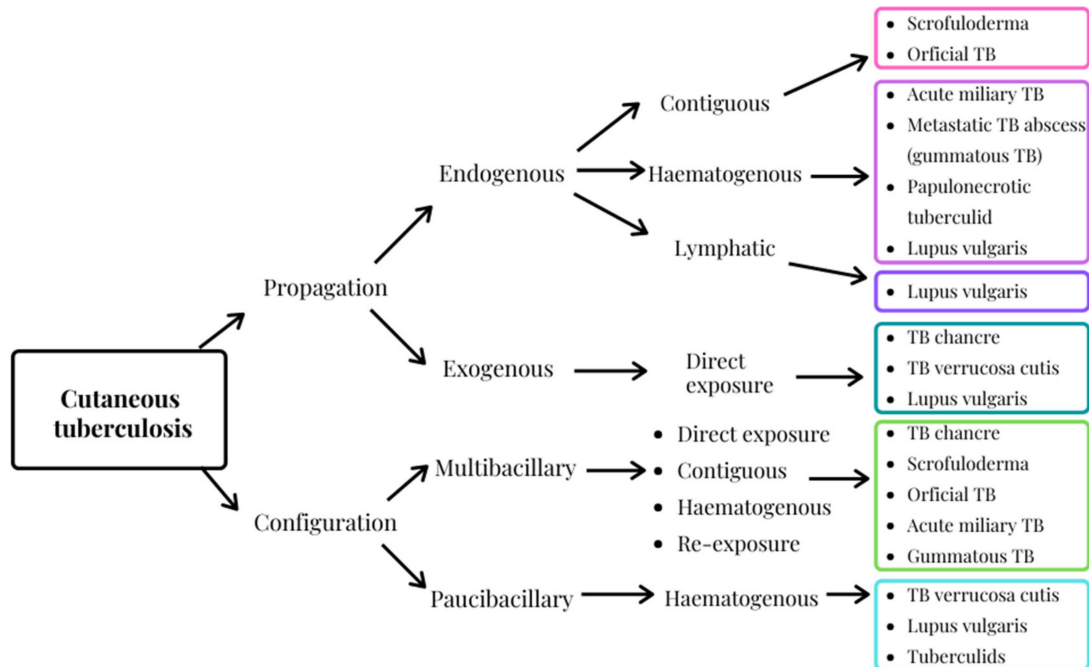 Cutaneous
tuberculosis
Propagation
Configuration
Endogenous
Exogenous
Multibacillary
Paucibacillary
Contiguous
Haematogenous
Lymphatic
Direct
exposure
• Direct exposure
• Contiguous
• Haematogenous
• Re-exposure
Haematogenous
• Scrofuloderma
• Orficial TB
• Acute miliary TB
• Metastatic TB abscess
(gummatous TB)
• Papulonecrotic
tuberculid
• Lupus vulgaris
• Lupus vulgaris
• TB chancre
• TB verrucosa cutis
• Lupus vulgaris
• TB chancre
• Scrofuloderma
• Orficial TB
• Acute miliary TB
• Gummatous TB
• TB verrucosa cutis
• Lupus vulgaris
• Tuberculids